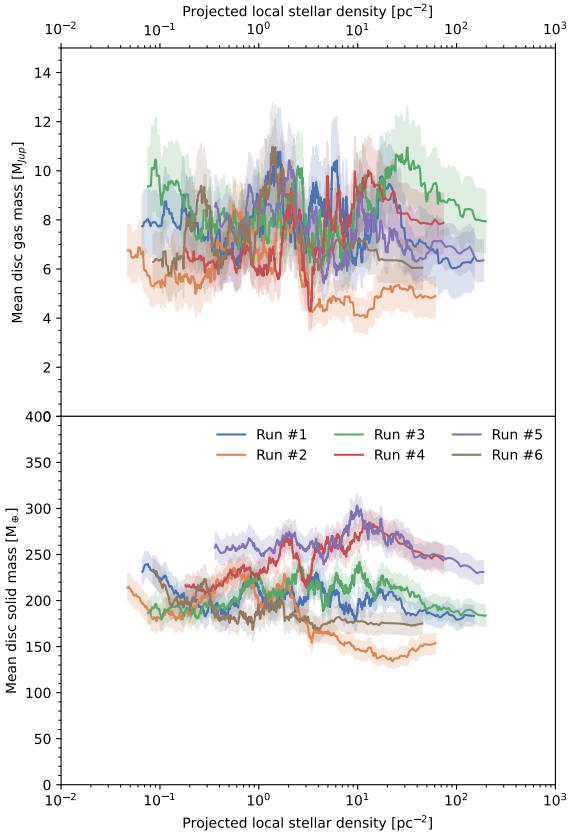 Projected local stellar density [pc⁻²]
10⁻² 10⁻¹ 10⁰ 10¹ 10² 10³
14
12
10
8
6
4
2
0
Mean disc gas mass [M_Jup]
400
350
300
250
200
150
100
50
0
Mean disc solid mass [M_⊕]
Run #1 Run #3 Run #5
Run #2 Run #4 Run #6
10⁻² 10⁻¹ 10⁰ 10¹ 10² 10³
Projected local stellar density [pc⁻²]